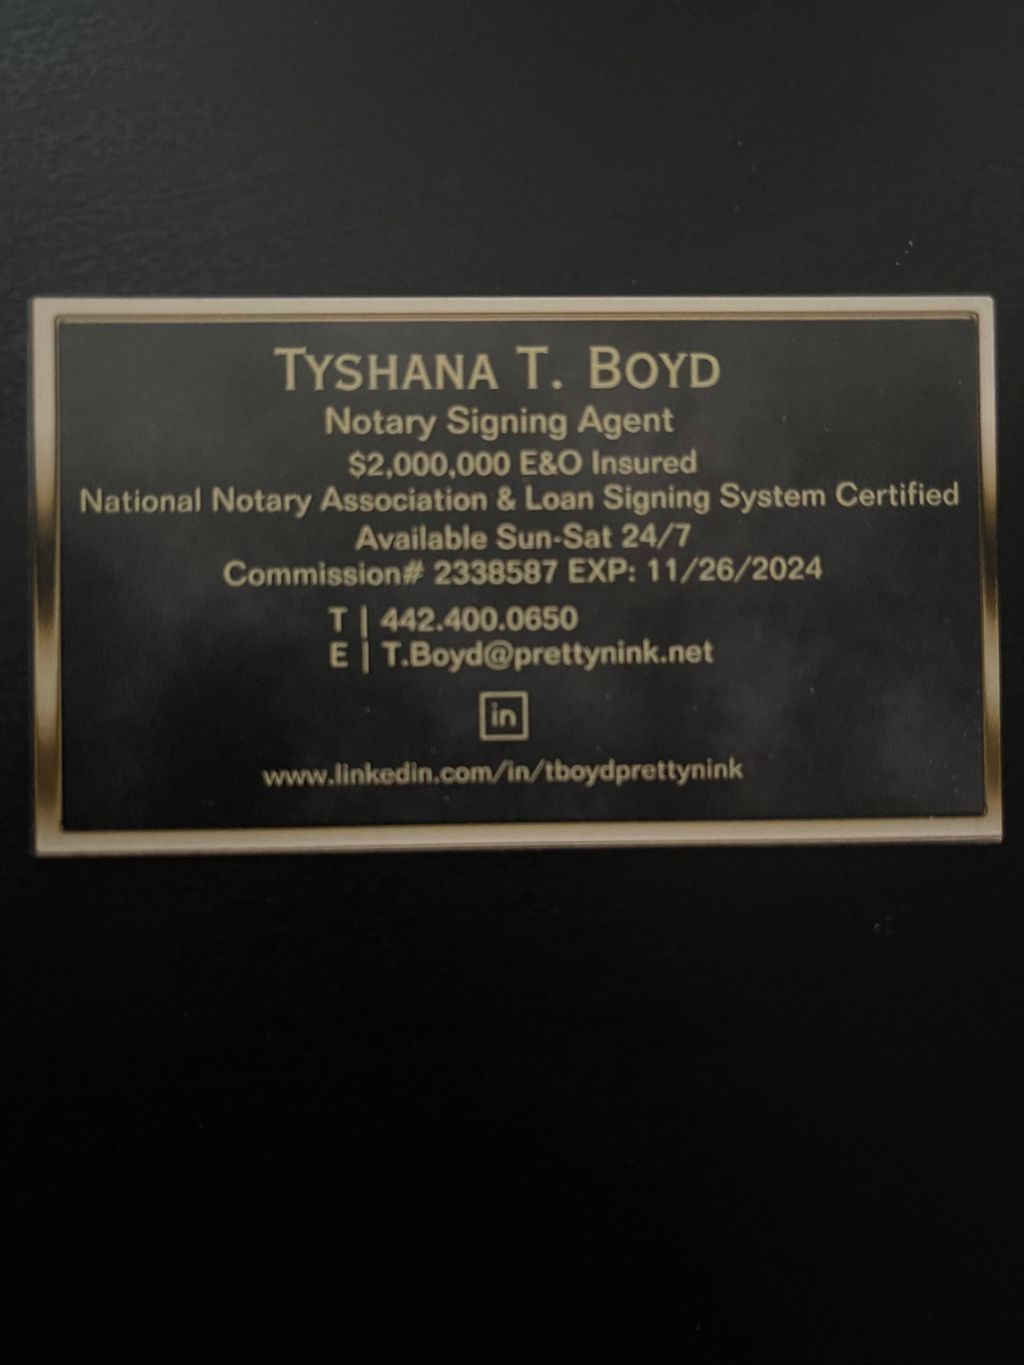 Tyshana T. Boyd
Notary Signing Agent
$2,000,000 E&O Insured
National Notary Association & Loan Signing System Certified
Available Sun-Sat 24/7
Commission# 2338587 EXP: 11/26/2024
T | 442.400.0650
E | T.Boyd@prettynink.net
in
www.linkedin.com/in/tboydprettynink